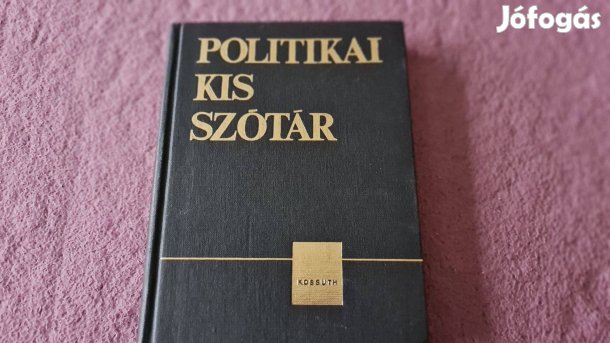 Jófogás
POLITIKAI
KIS
SZÓTÁR
KOSSUTH